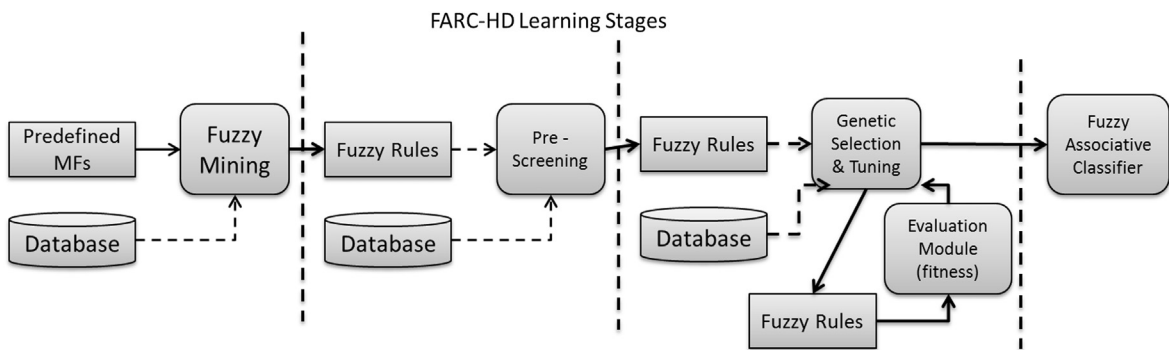 FARC-HD Learning Stages
Predefined
MFs
Fuzzy
Mining
Database
Fuzzy Rules
Pre -
Screening
Database
Fuzzy Rules
Genetic
Selection
& Tuning
Database
Fuzzy Rules
Evaluation
Module
(fitness)
Fuzzy
Associative
Classifier